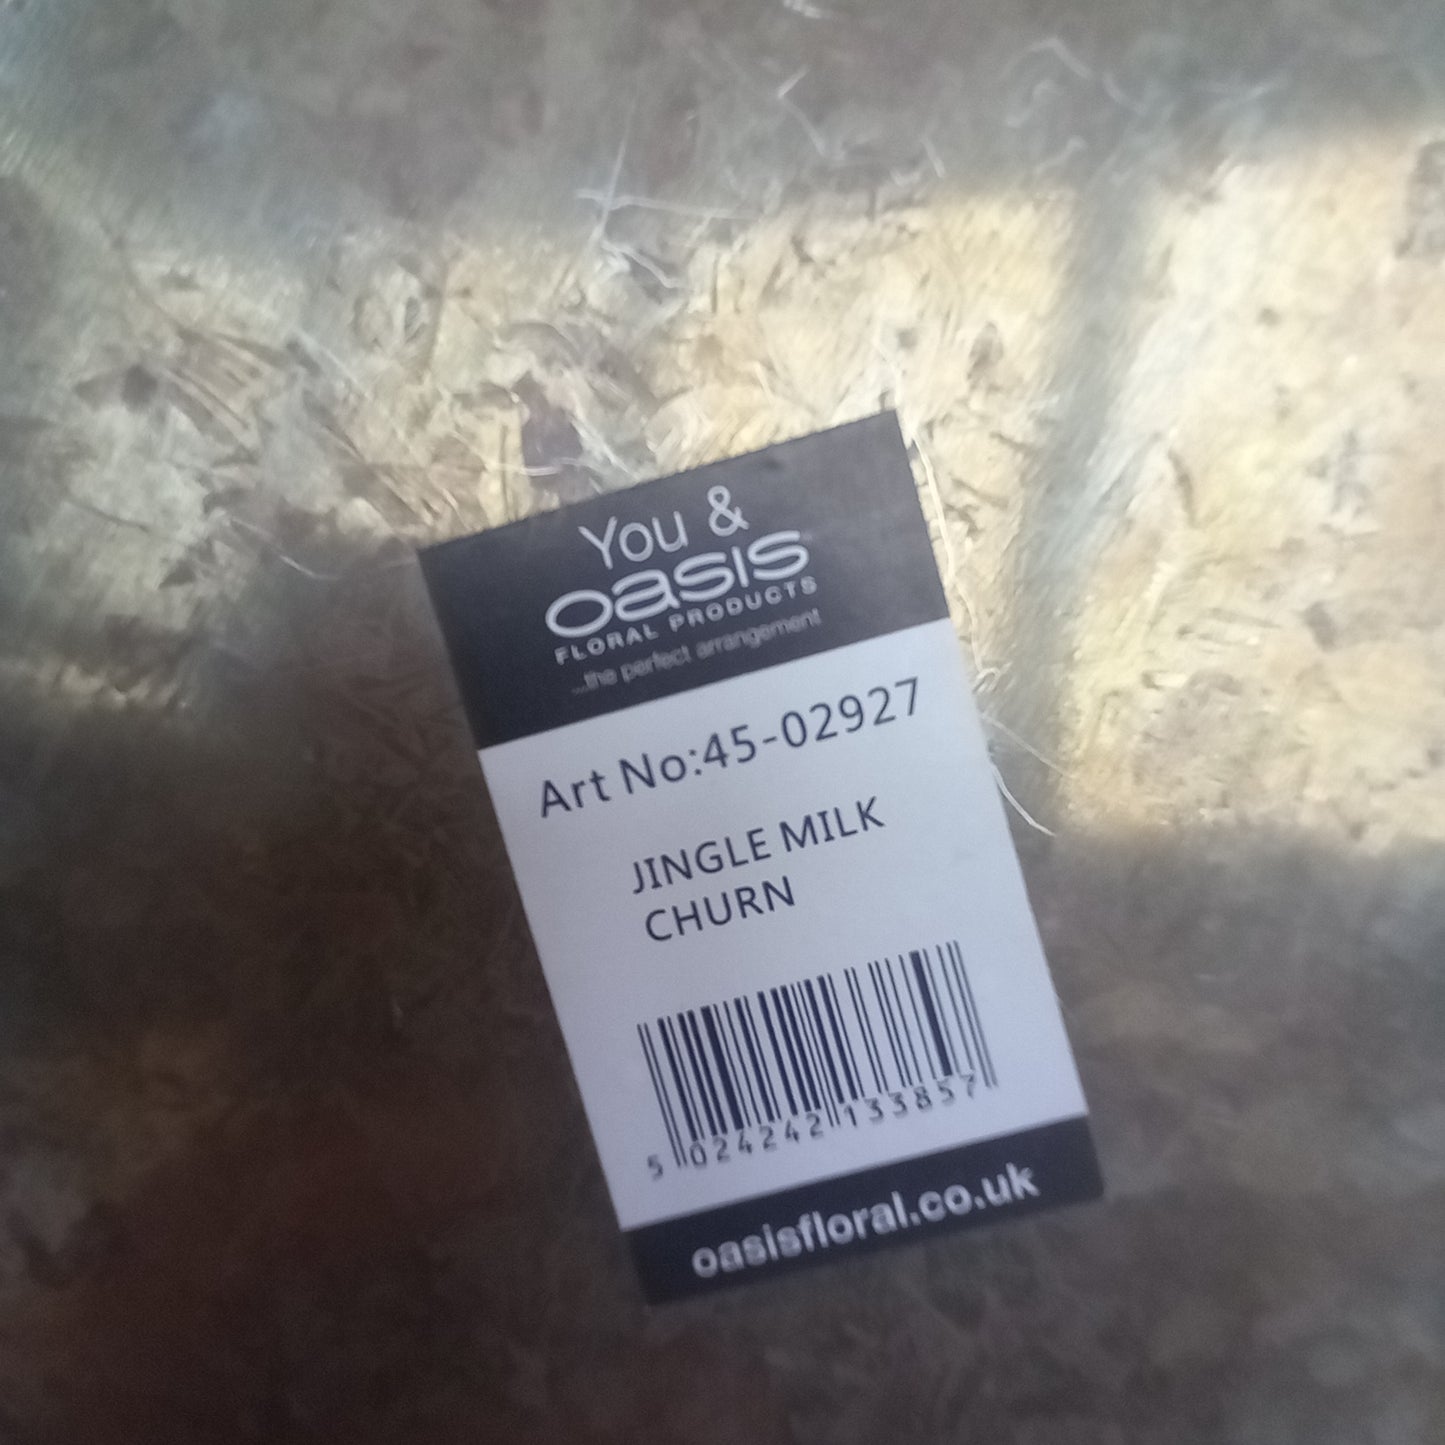 You &
oasis
FLORAL PRODUCTS
...the perfect arrangement
Art No:45-02927
JINGLE MILK
CHURN
5 024242 133857
oasisfloral.co.uk